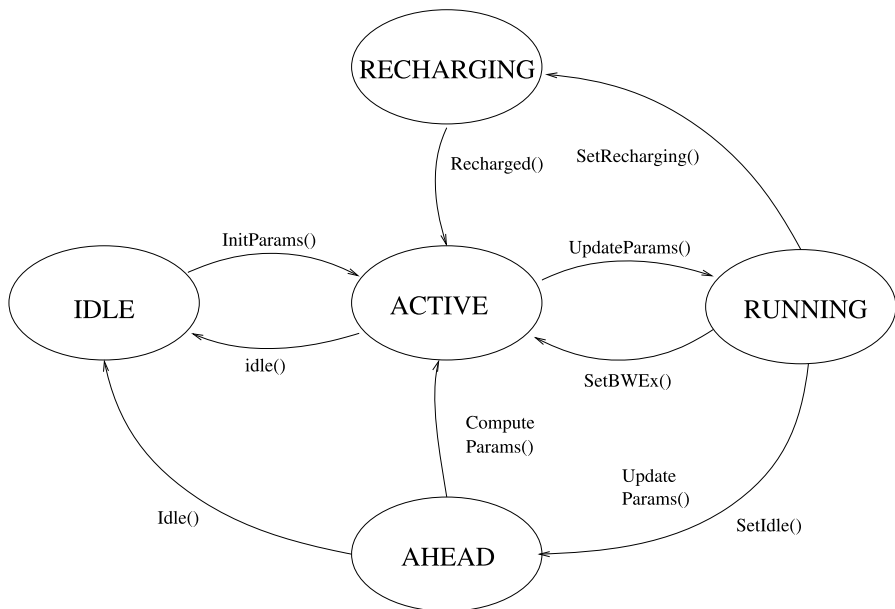 RECHARGING
Recharged()
SetRecharging()
InitParams()
UpdateParams()
IDLE
ACTIVE
RUNNING
idle()
SetBWEx()
Compute
Params()
Update
Params()
Idle()
SetIdle()
AHEAD